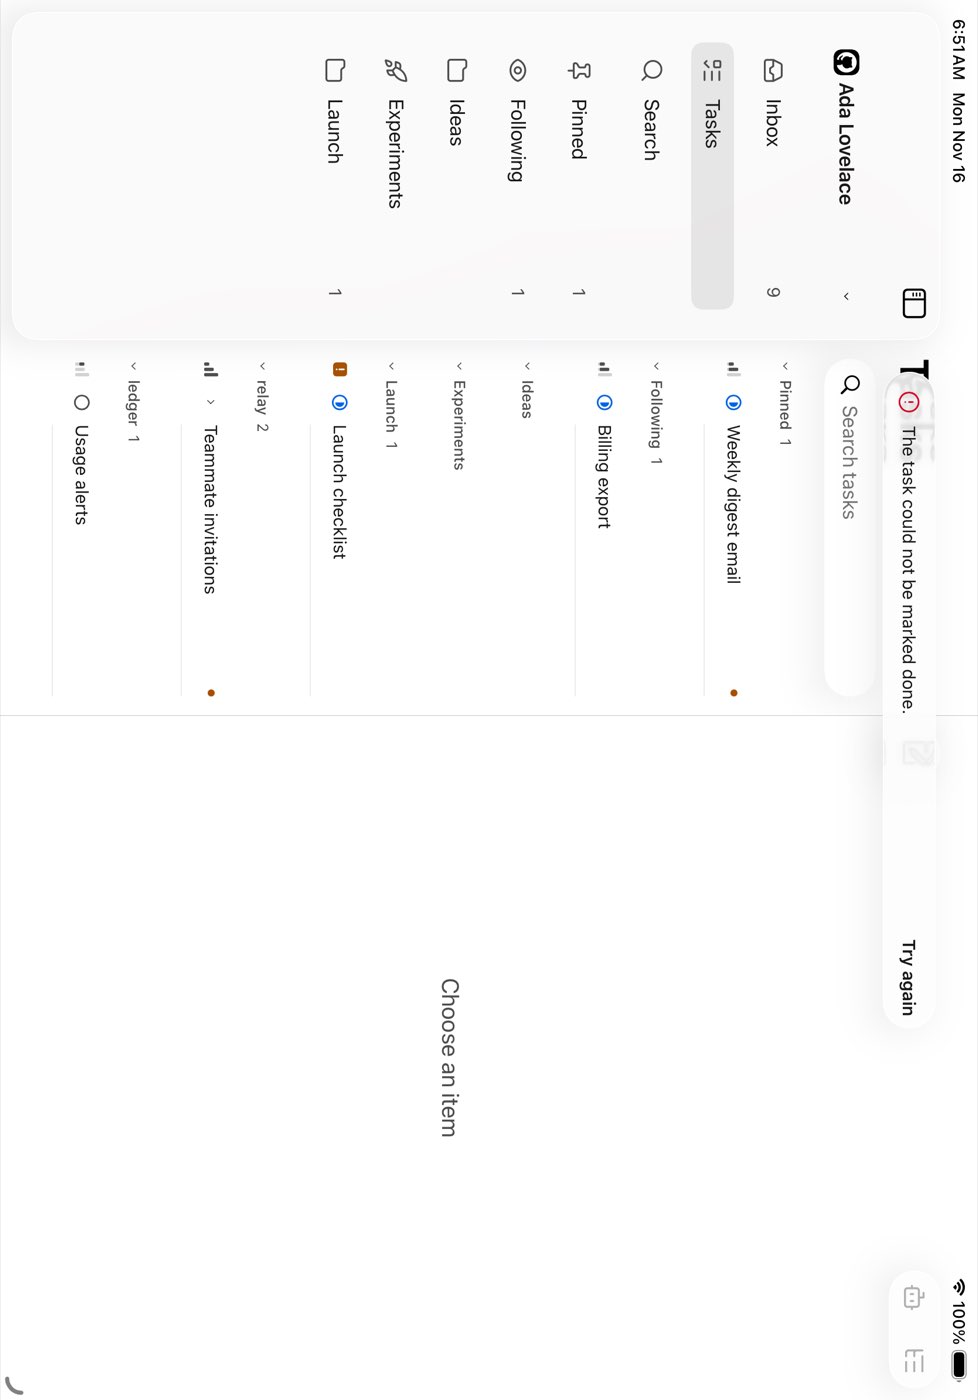 6:51 AM Mon Nov 16
100%
The task could not be marked done.
Try again
Ada Lovelace
Search tasks
Inbox 9
Tasks
Search
Pinned 1
Following 1
Ideas
Experiments
Launch 1
Pinned 1
Weekly digest email
Following 1
Billing export
Ideas
Experiments
Launch 1
Launch checklist
relay 2
Teammate invitations
ledger 1
Usage alerts
Choose an item